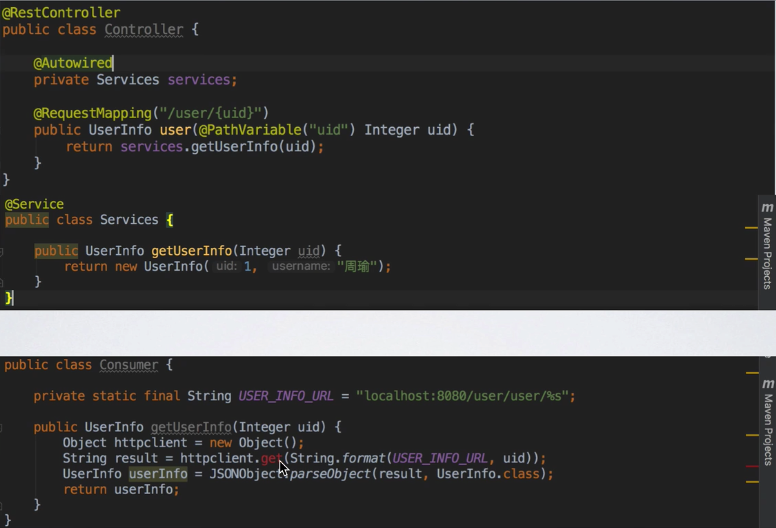 @RestController
public class Controller {
@Autowired
private Services services;
@RequestMapping("/user/{uid}")
public UserInfo user(@PathVariable("uid") Integer uid) {
return services.getUserInfo(uid);
}
}
@Service
public class Services {
public UserInfo getUserInfo(Integer uid) {
return new UserInfo( uid: 1, username: "周瑜");
}
}
m Maven Projects
public class Consumer {
private static final String USER_INFO_URL = "localhost:8080/user/user/%s";
public UserInfo getUserInfo(Integer uid) {
Object httpclient = new Object();
String result = httpclient.get(String.format(USER_INFO_URL, uid));
UserInfo userInfo = JSONObject.parseObject(result, UserInfo.class);
return userInfo;
}
}
m Maven Projects